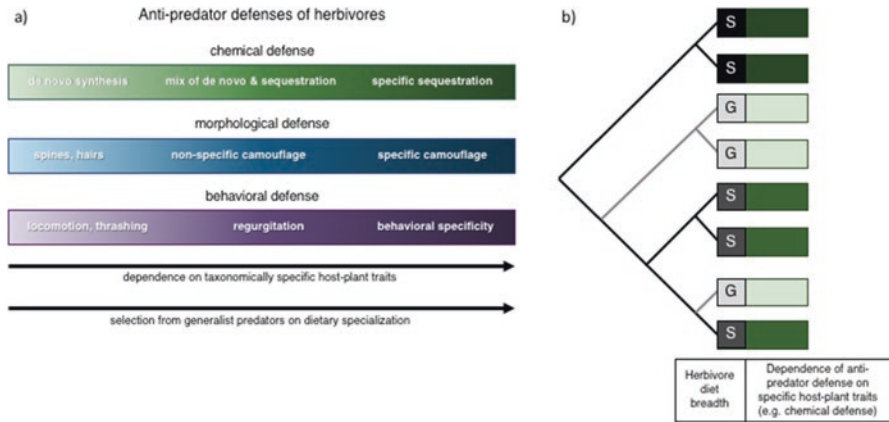 a)
Anti-predator defenses of herbivores
chemical defense
de novo synthesis mix of de novo & sequestration specific sequestration
morphological defense
spines, hairs non-specific camouflage specific camouflage
behavioral defense
locomotion, thrashing regurgitation behavioral specificity
dependence on taxonomically specific host-plant traits
selection from generalist predators on dietary specialization
b)
S
S
G
G
S
S
G
S
Herbivore
diet
breadth
Dependence of anti-
predator defense on
specific host-plant traits
(e.g. chemical defense)